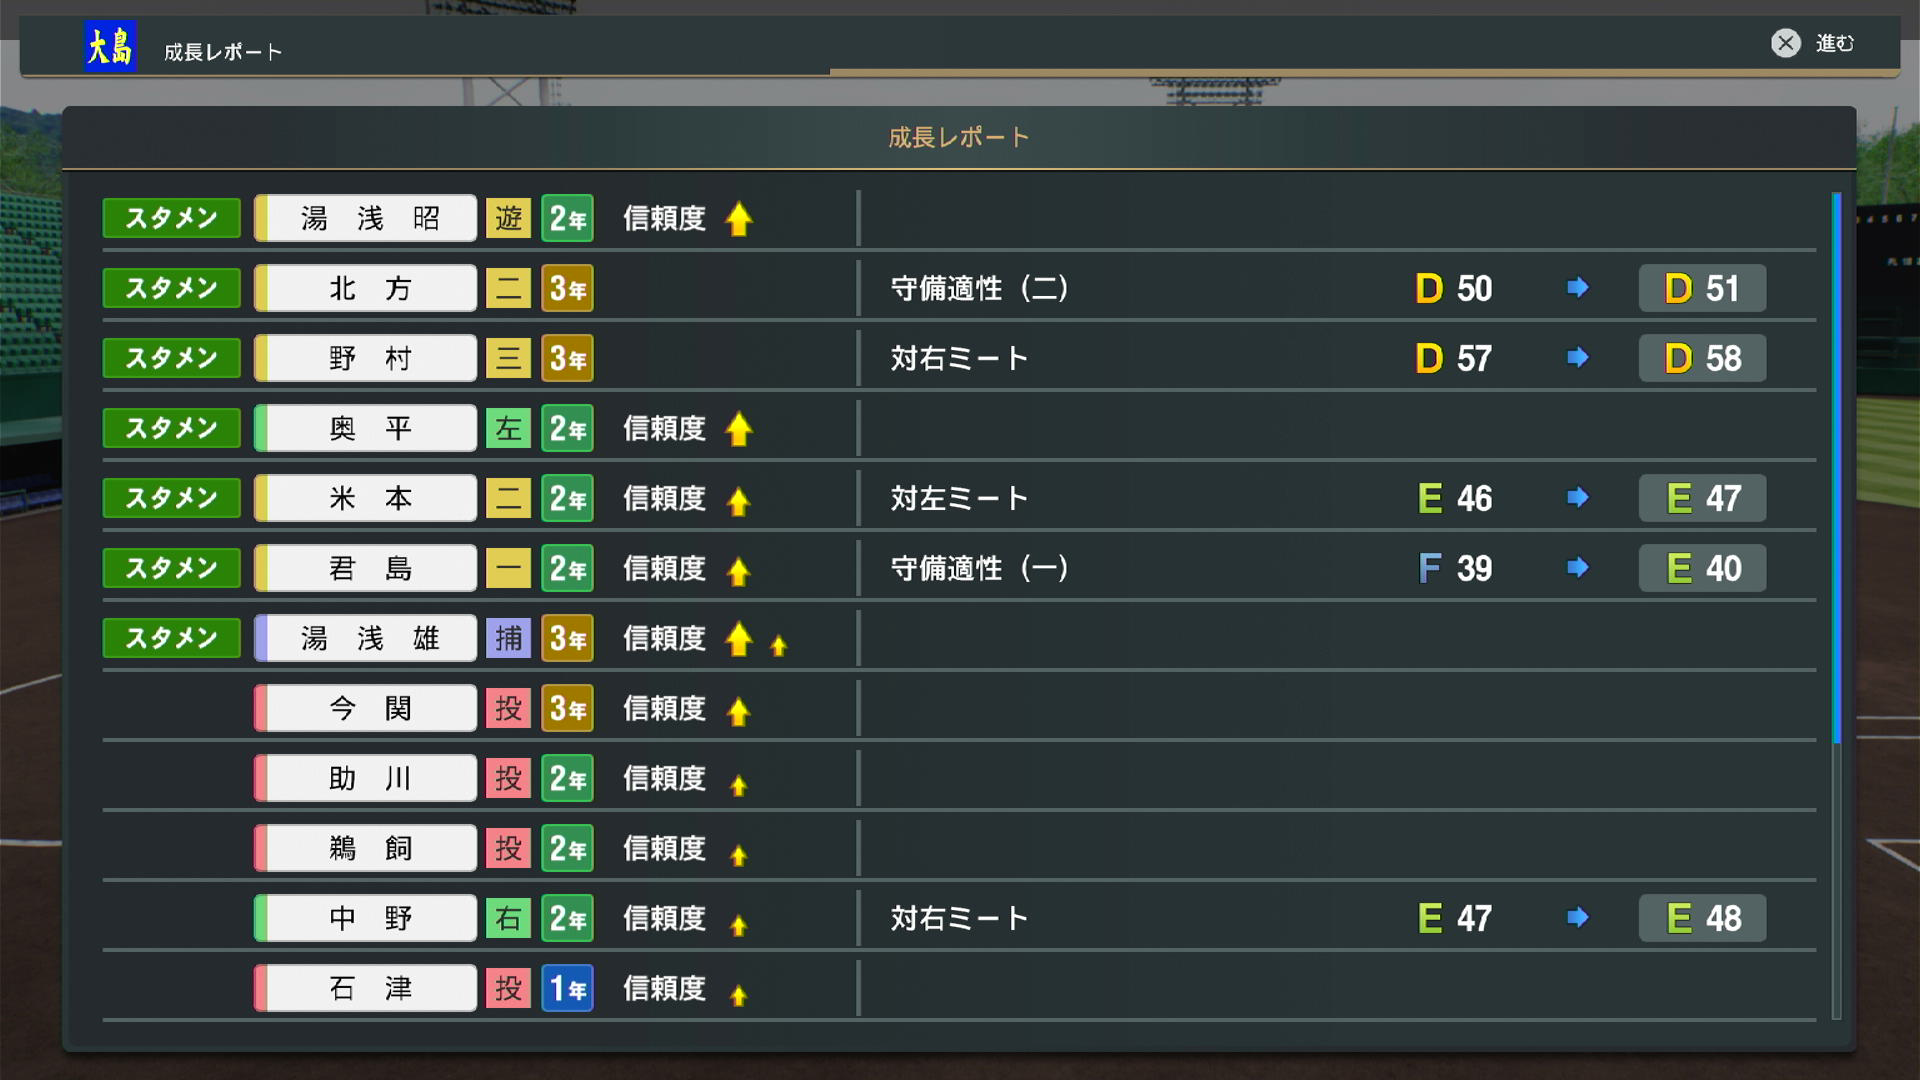 大島 成長レポート 進む
成長レポート
スタメン 湯浅昭 遊 2年 信頼度
スタメン 北方 二 3年 守備適性（二） D 50 D 51
スタメン 野村 三 3年 対右ミート D 57 D 58
スタメン 奥平 左 2年 信頼度
スタメン 米本 二 2年 信頼度 対左ミート E 46 E 47
スタメン 君島 一 2年 信頼度 守備適性（一） F 39 E 40
スタメン 湯浅雄 捕 3年 信頼度
今関 投 3年 信頼度
助川 投 2年 信頼度
鵜飼 投 2年 信頼度
中野 右 2年 信頼度 対右ミート E 47 E 48
石津 投 1年 信頼度